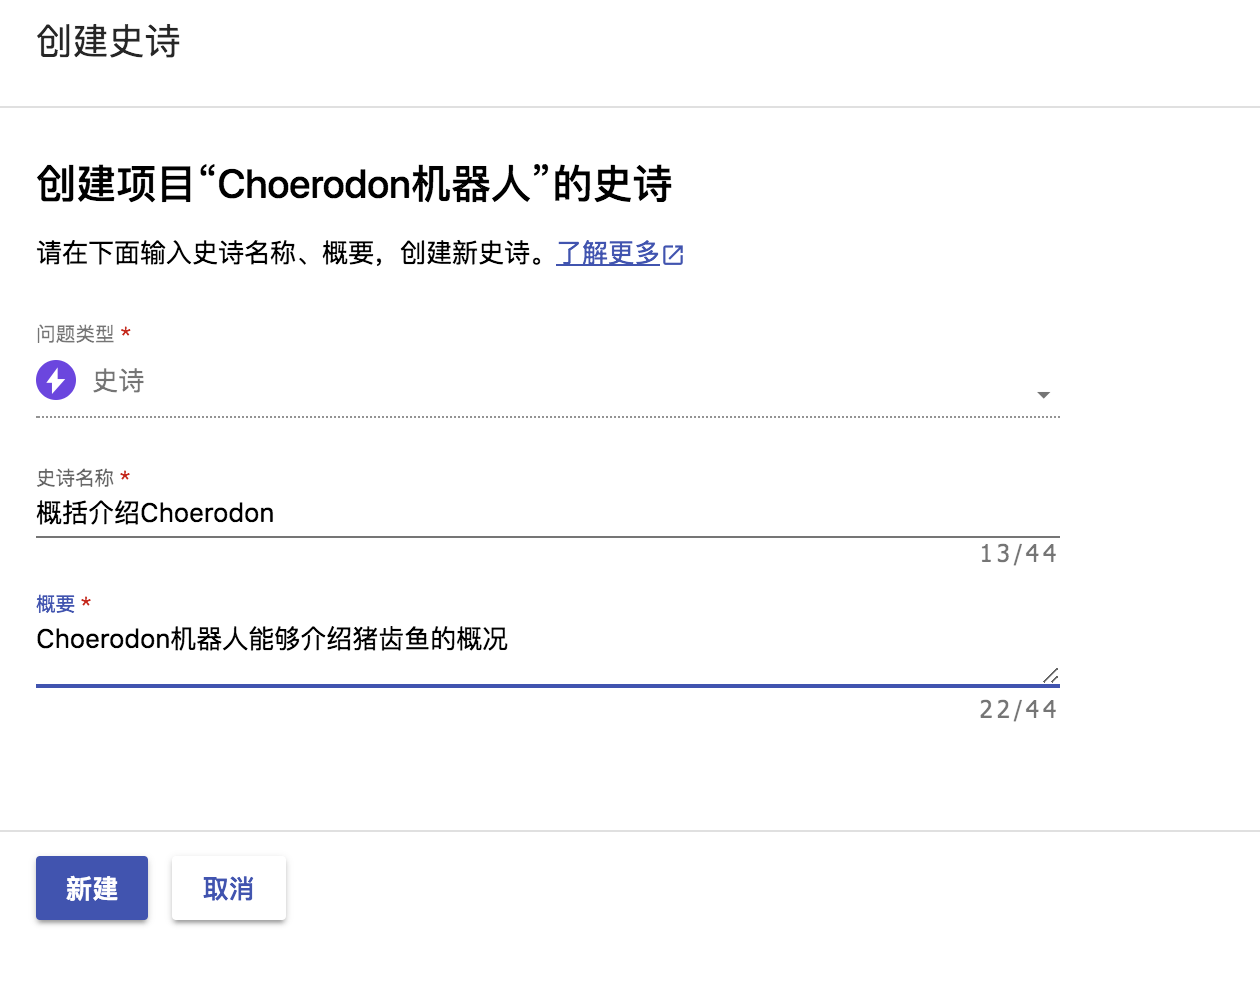 创建史诗
创建项目“Choerodon机器人”的史诗
请在下面输入史诗名称、概要，创建新史诗。了解更多
问题类型 *
史诗
史诗名称 *
概括介绍Choerodon
13/44
概要 *
Choerodon机器人能够介绍猪齿鱼的概况
22/44
新建 取消